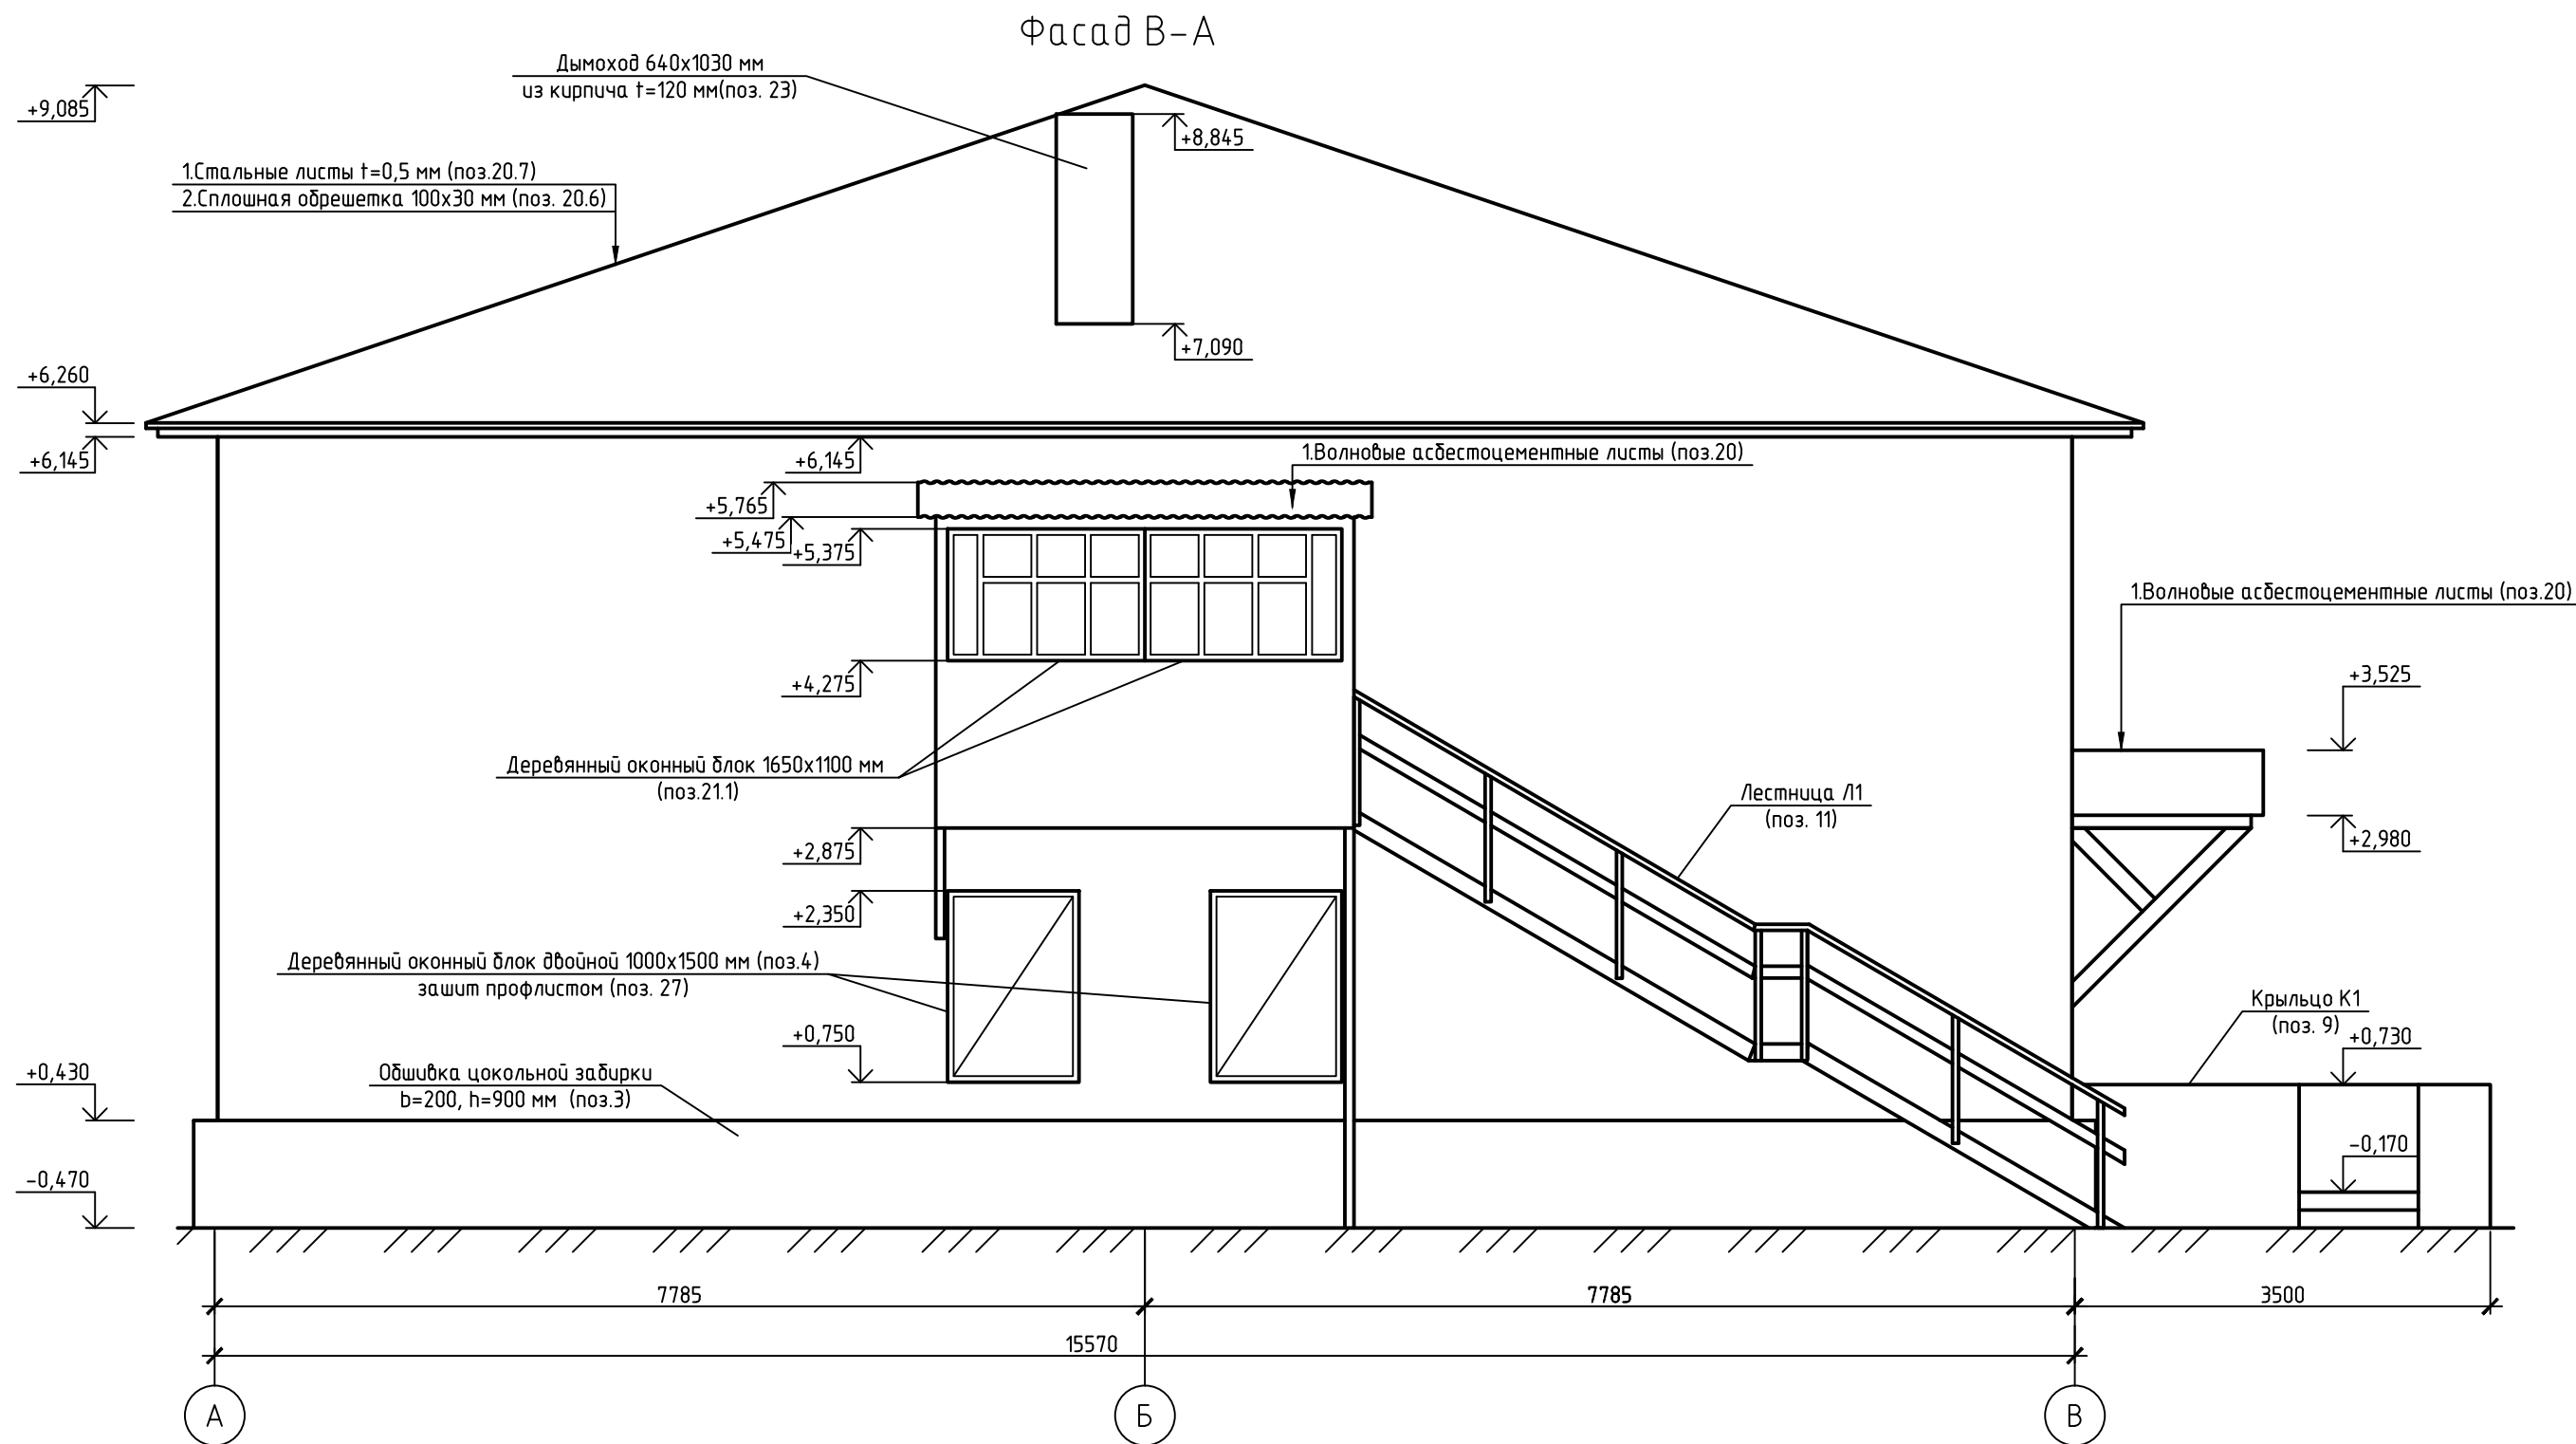 Фасад В-А
Дымоход 640х1030 мм
из кирпича t=120 мм(поз. 23)
+9,085
+8,845
1.Стальные листы t=0,5 мм (поз.20.7)
2.Сплошная обрешетка 100х30 мм (поз. 20.6)
+7,090
+6,260
+6,145
+6,145
1.Волновые асбестоцементные листы (поз.20)
+5,765
+5,475
+5,375
1.Волновые асбестоцементные листы (поз.20)
+4,275
+3,525
Деревянный оконный блок 1650х1100 мм
(поз.21.1)
Лестница Л1
(поз. 11)
+2,875
+2,980
+2,350
Деревянный оконный блок двойной 1000х1500 мм (поз.4)
зашит профлистом (поз. 27)
Крыльцо К1
(поз. 9)
+0,750
+0,730
+0,430
Обшивка цокольной забирки
b=200, h=900 мм (поз.3)
-0,170
-0,470
7785
7785
3500
15570
А
Б
В